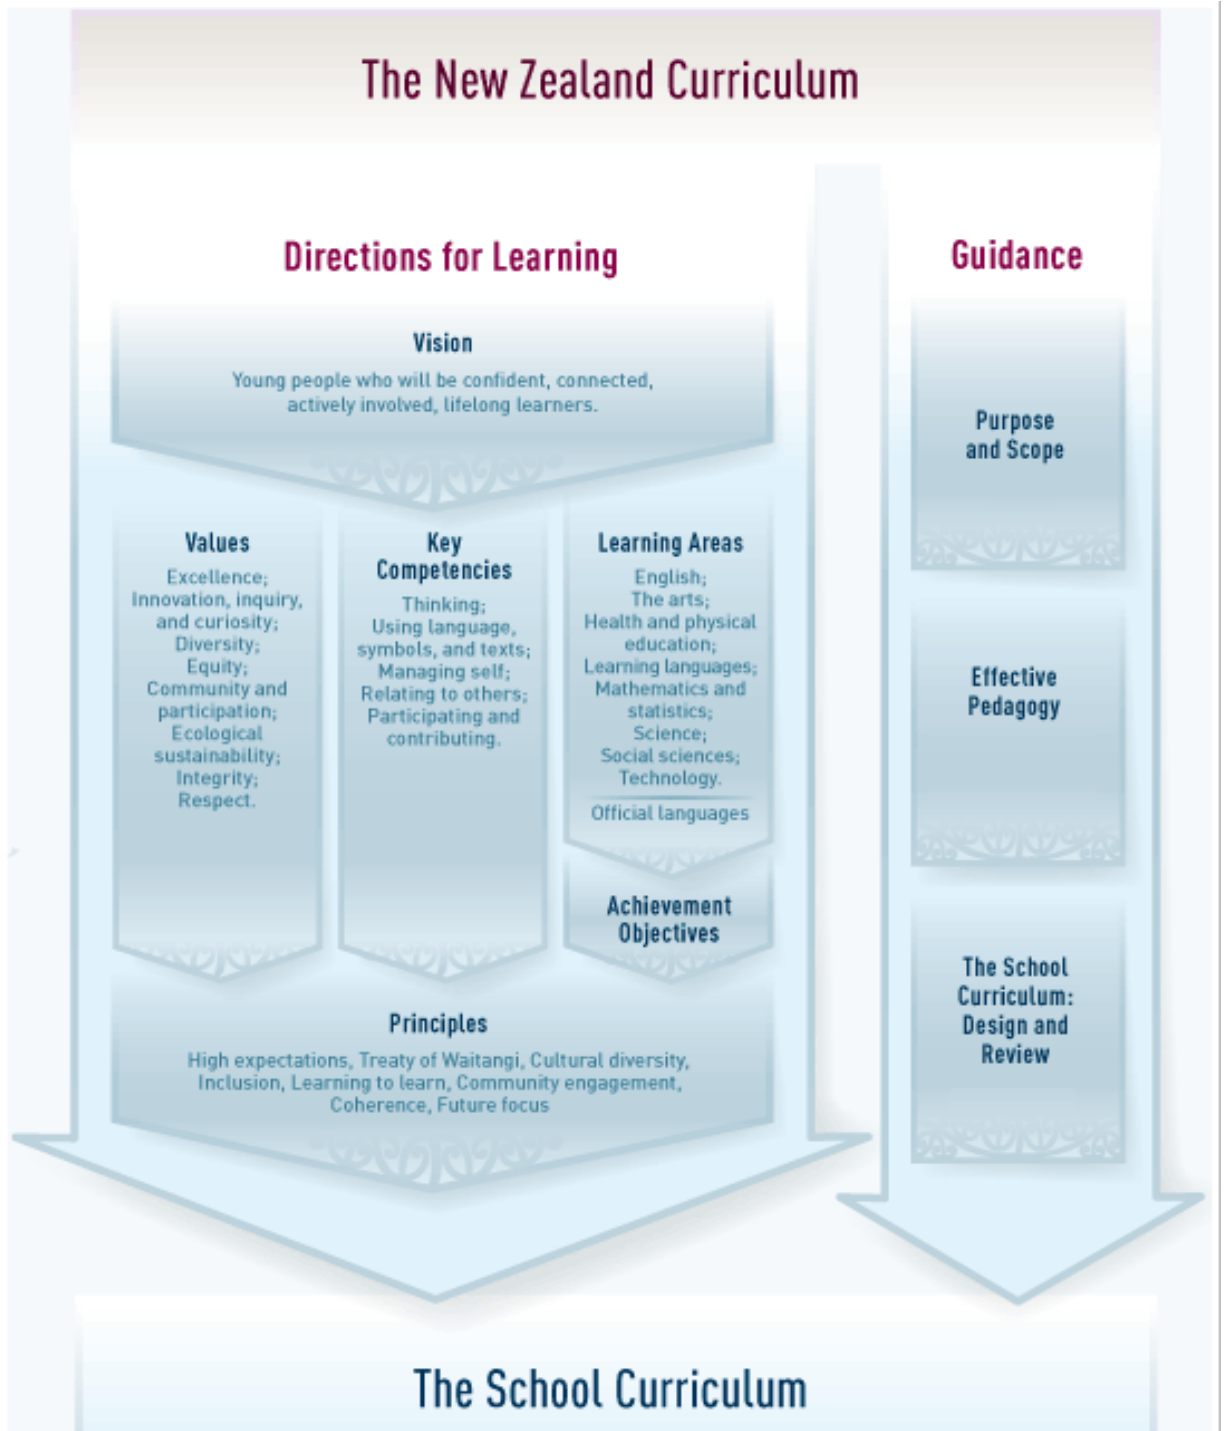 The New Zealand Curriculum
Directions for Learning
Vision
Young people who will be confident, connected,
actively involved, lifelong learners.
Values
Excellence;
Innovation, inquiry,
and curiosity;
Diversity;
Equity;
Community and
participation;
Ecological
sustainability;
Integrity;
Respect.
Key
Competencies
Thinking;
Using language,
symbols, and texts;
Managing self;
Relating to others;
Participating and
contributing.
Learning Areas
English;
The arts;
Health and physical
education;
Learning languages;
Mathematics and
statistics;
Science;
Social sciences;
Technology.
Official languages
Achievement
Objectives
Principles
High expectations, Treaty of Waitangi, Cultural diversity,
Inclusion, Learning to learn, Community engagement,
Coherence, Future focus
Guidance
Purpose
and Scope
Effective
Pedagogy
The School
Curriculum:
Design and
Review
The School Curriculum